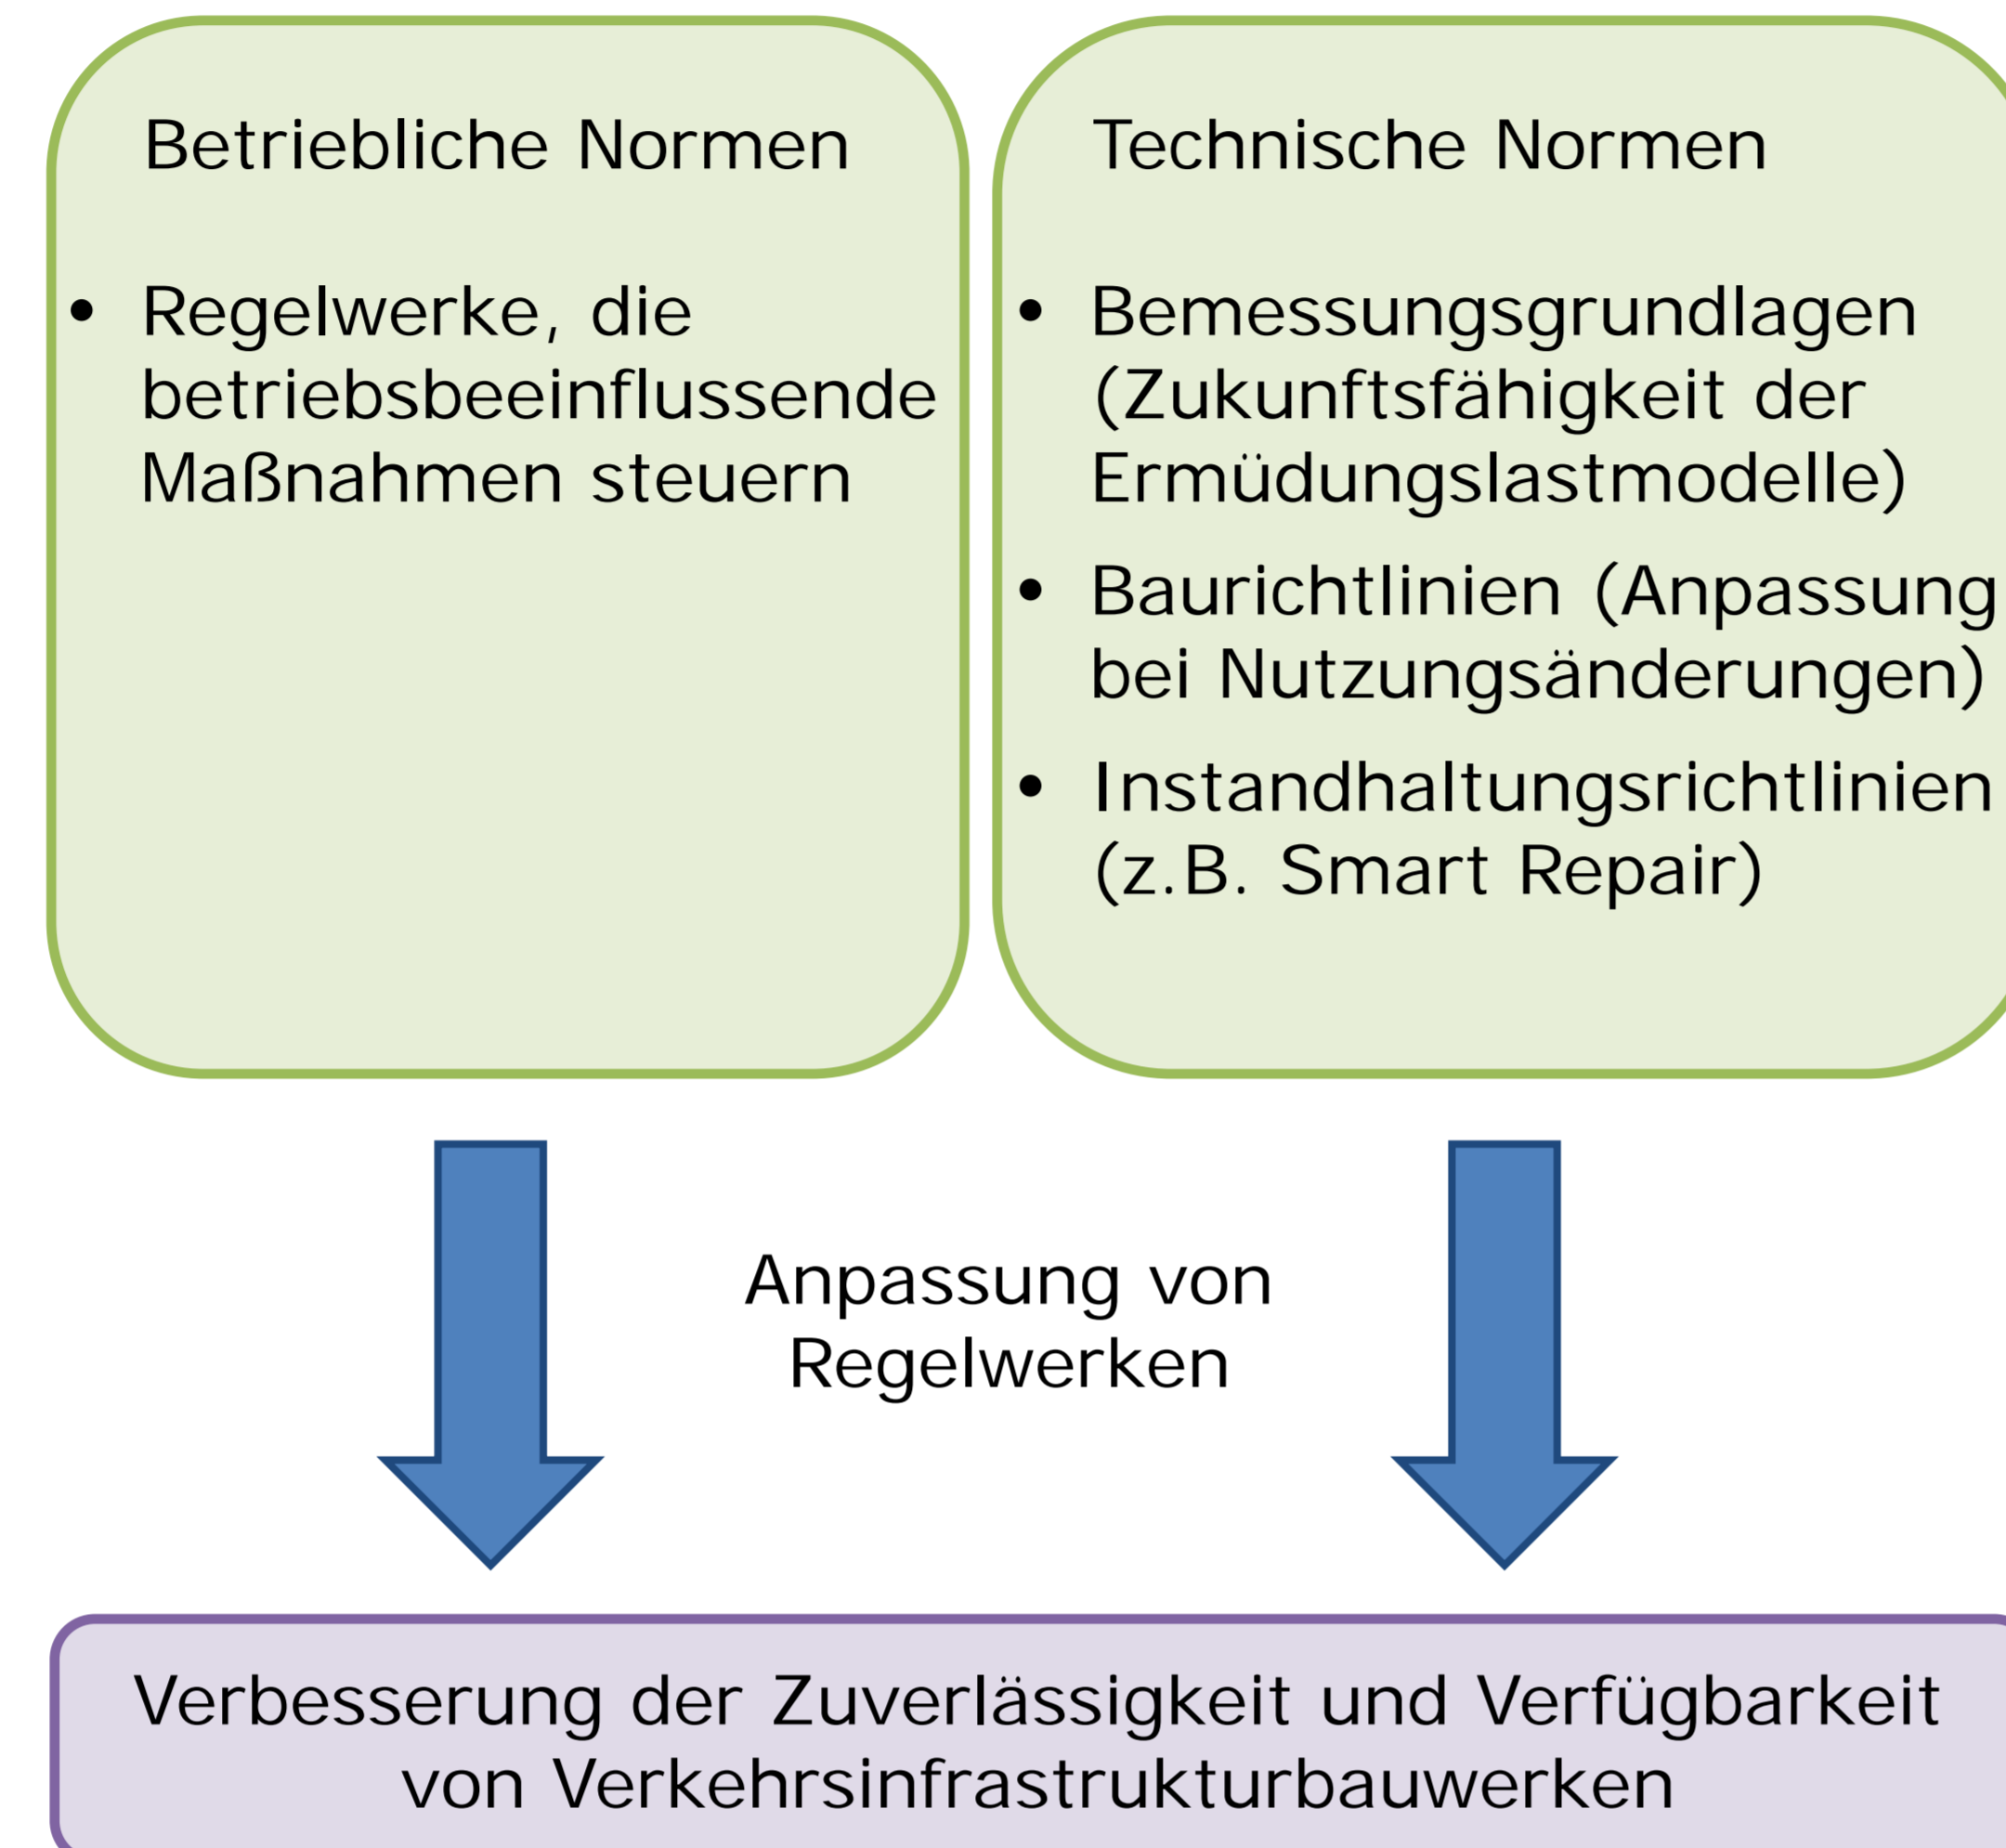 Betriebliche Normen
• Regelwerke, die
betriebsbeeinflussende
Maßnahmen steuern
Technische Normen
• Bemessungsgrundlagen
(Zukunftsfähigkeit der
Ermüdungslastmodelle)
• Baurichtlinien (Anpassung
bei Nutzungsänderungen)
• Instandhaltungsrichtlinien
(z.B. Smart Repair)
Anpassung von
Regelwerken
Verbesserung der Zuverlässigkeit und Verfügbarkeit
von Verkehrsinfrastrukturbauwerken